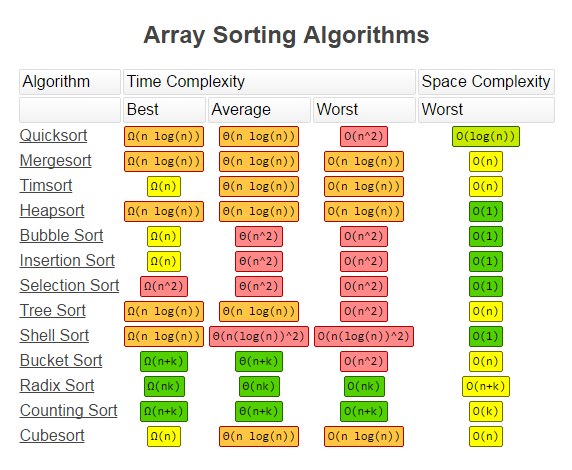 Array Sorting Algorithms
Algorithm Time Complexity Space Complexity
Best Average Worst Worst
Quicksort Ω(n log(n)) Θ(n log(n)) O(n^2) O(log(n))
Mergesort Ω(n log(n)) Θ(n log(n)) O(n log(n)) O(n)
Timsort Ω(n) Θ(n log(n)) O(n log(n)) O(n)
Heapsort Ω(n log(n)) Θ(n log(n)) O(n log(n)) O(1)
Bubble Sort Ω(n) Θ(n^2) O(n^2) O(1)
Insertion Sort Ω(n) Θ(n^2) O(n^2) O(1)
Selection Sort Ω(n^2) Θ(n^2) O(n^2) O(1)
Tree Sort Ω(n log(n)) Θ(n log(n)) O(n^2) O(n)
Shell Sort Ω(n log(n)) Θ(n(log(n))^2) O(n(log(n))^2) O(1)
Bucket Sort Ω(n+k) Θ(n+k) O(n^2) O(n)
Radix Sort Ω(nk) Θ(nk) O(nk) O(n+k)
Counting Sort Ω(n+k) Θ(n+k) O(n+k) O(k)
Cubesort Ω(n) Θ(n log(n)) O(n log(n)) O(n)